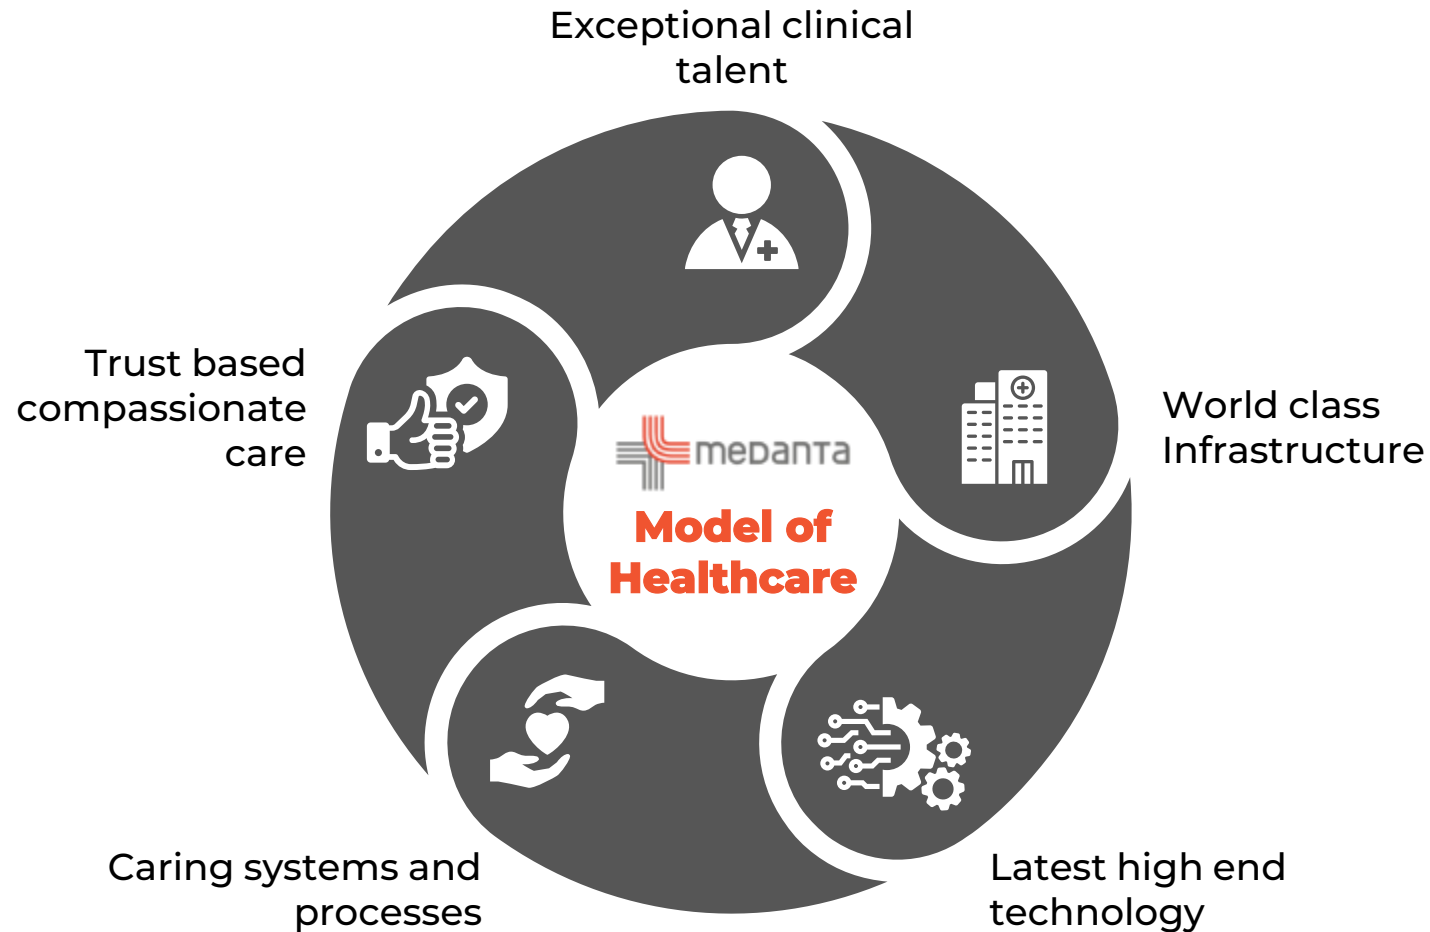 Exceptional clinical
talent
Trust based
compassionate
care
World class
Infrastructure
meDanTa
Model of
Healthcare
Caring systems and
processes
Latest high end
technology